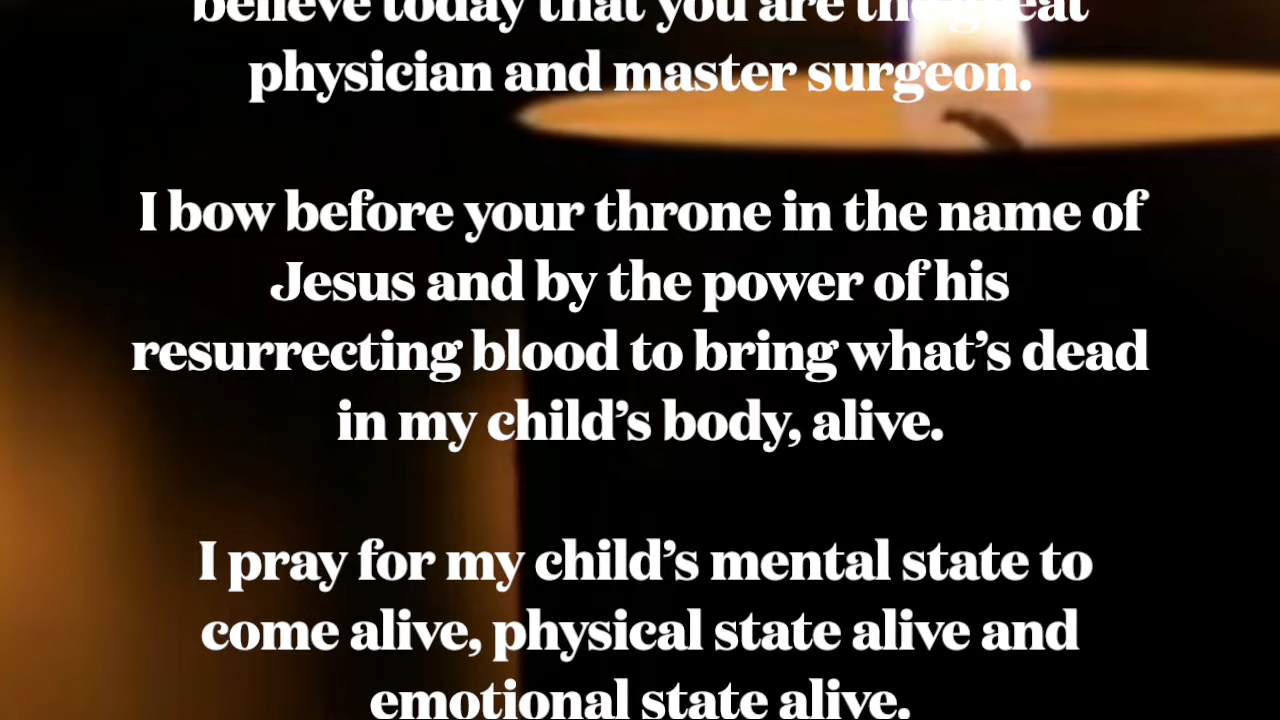 believe today that you are the great
physician and master surgeon.
I bow before your throne in the name of
Jesus and by the power of his
resurrecting blood to bring what's dead
in my child's body, alive.
I pray for my child's mental state to
come alive, physical state alive and
emotional state alive.